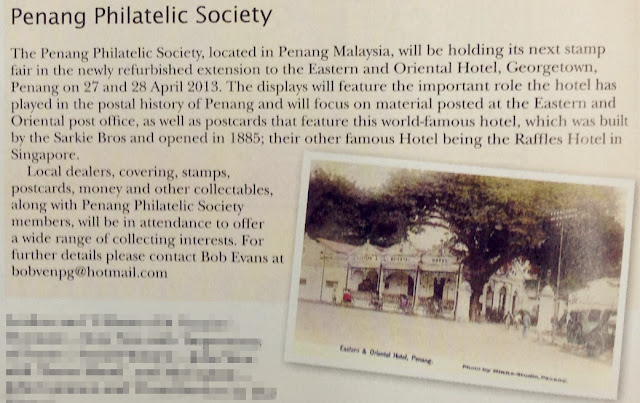 Penang Philatelic Society
The Penang Philatelic Society, located in Penang Malaysia, will be holding its next stamp
fair in the newly refurbished extension to the Eastern and Oriental Hotel, Georgetown,
Penang on 27 and 28 April 2013. The displays will feature the important role the hotel has
played in the postal history of Penang and will focus on material posted at the Eastern and
Oriental post office, as well as postcards that feature this world-famous hotel, which was built
by the Sarkie Bros and opened in 1885; their other famous Hotel being the Raffles Hotel in
Singapore.
Local dealers, covering, stamps,
postcards, money and other collectables,
along with Penang Philatelic Society
members, will be in attendance to offer
a wide range of collecting interests. For
further details please contact Bob Evans at
bobvenpg@hotmail.com
Eastern & Oriental Hotel, Penang.
Photo by Mikka-Studio, Penang.